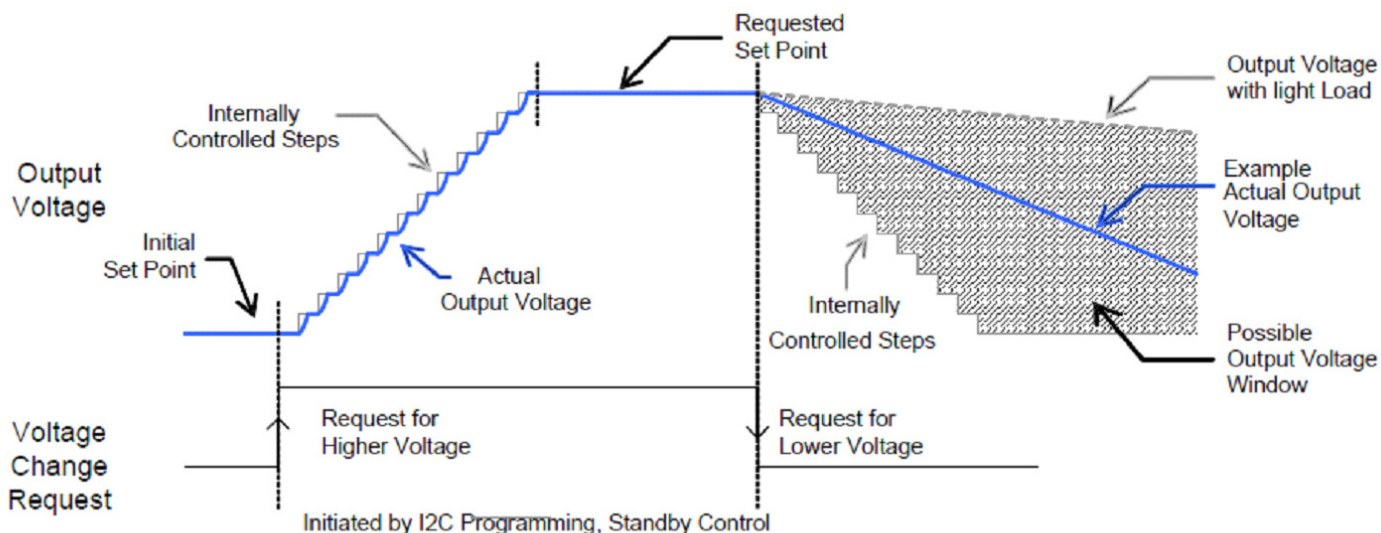 Requested
Set Point
Output Voltage
with light Load
Internally
Controlled Steps
Output
Voltage
Example
Actual Output
Voltage
Initial
Set Point
Actual
Output Voltage
Internally
Controlled Steps
Possible
Output Voltage
Window
Voltage
Change
Request
Request for
Higher Voltage
Request for
Lower Voltage
Initiated by I2C Programming, Standby Control